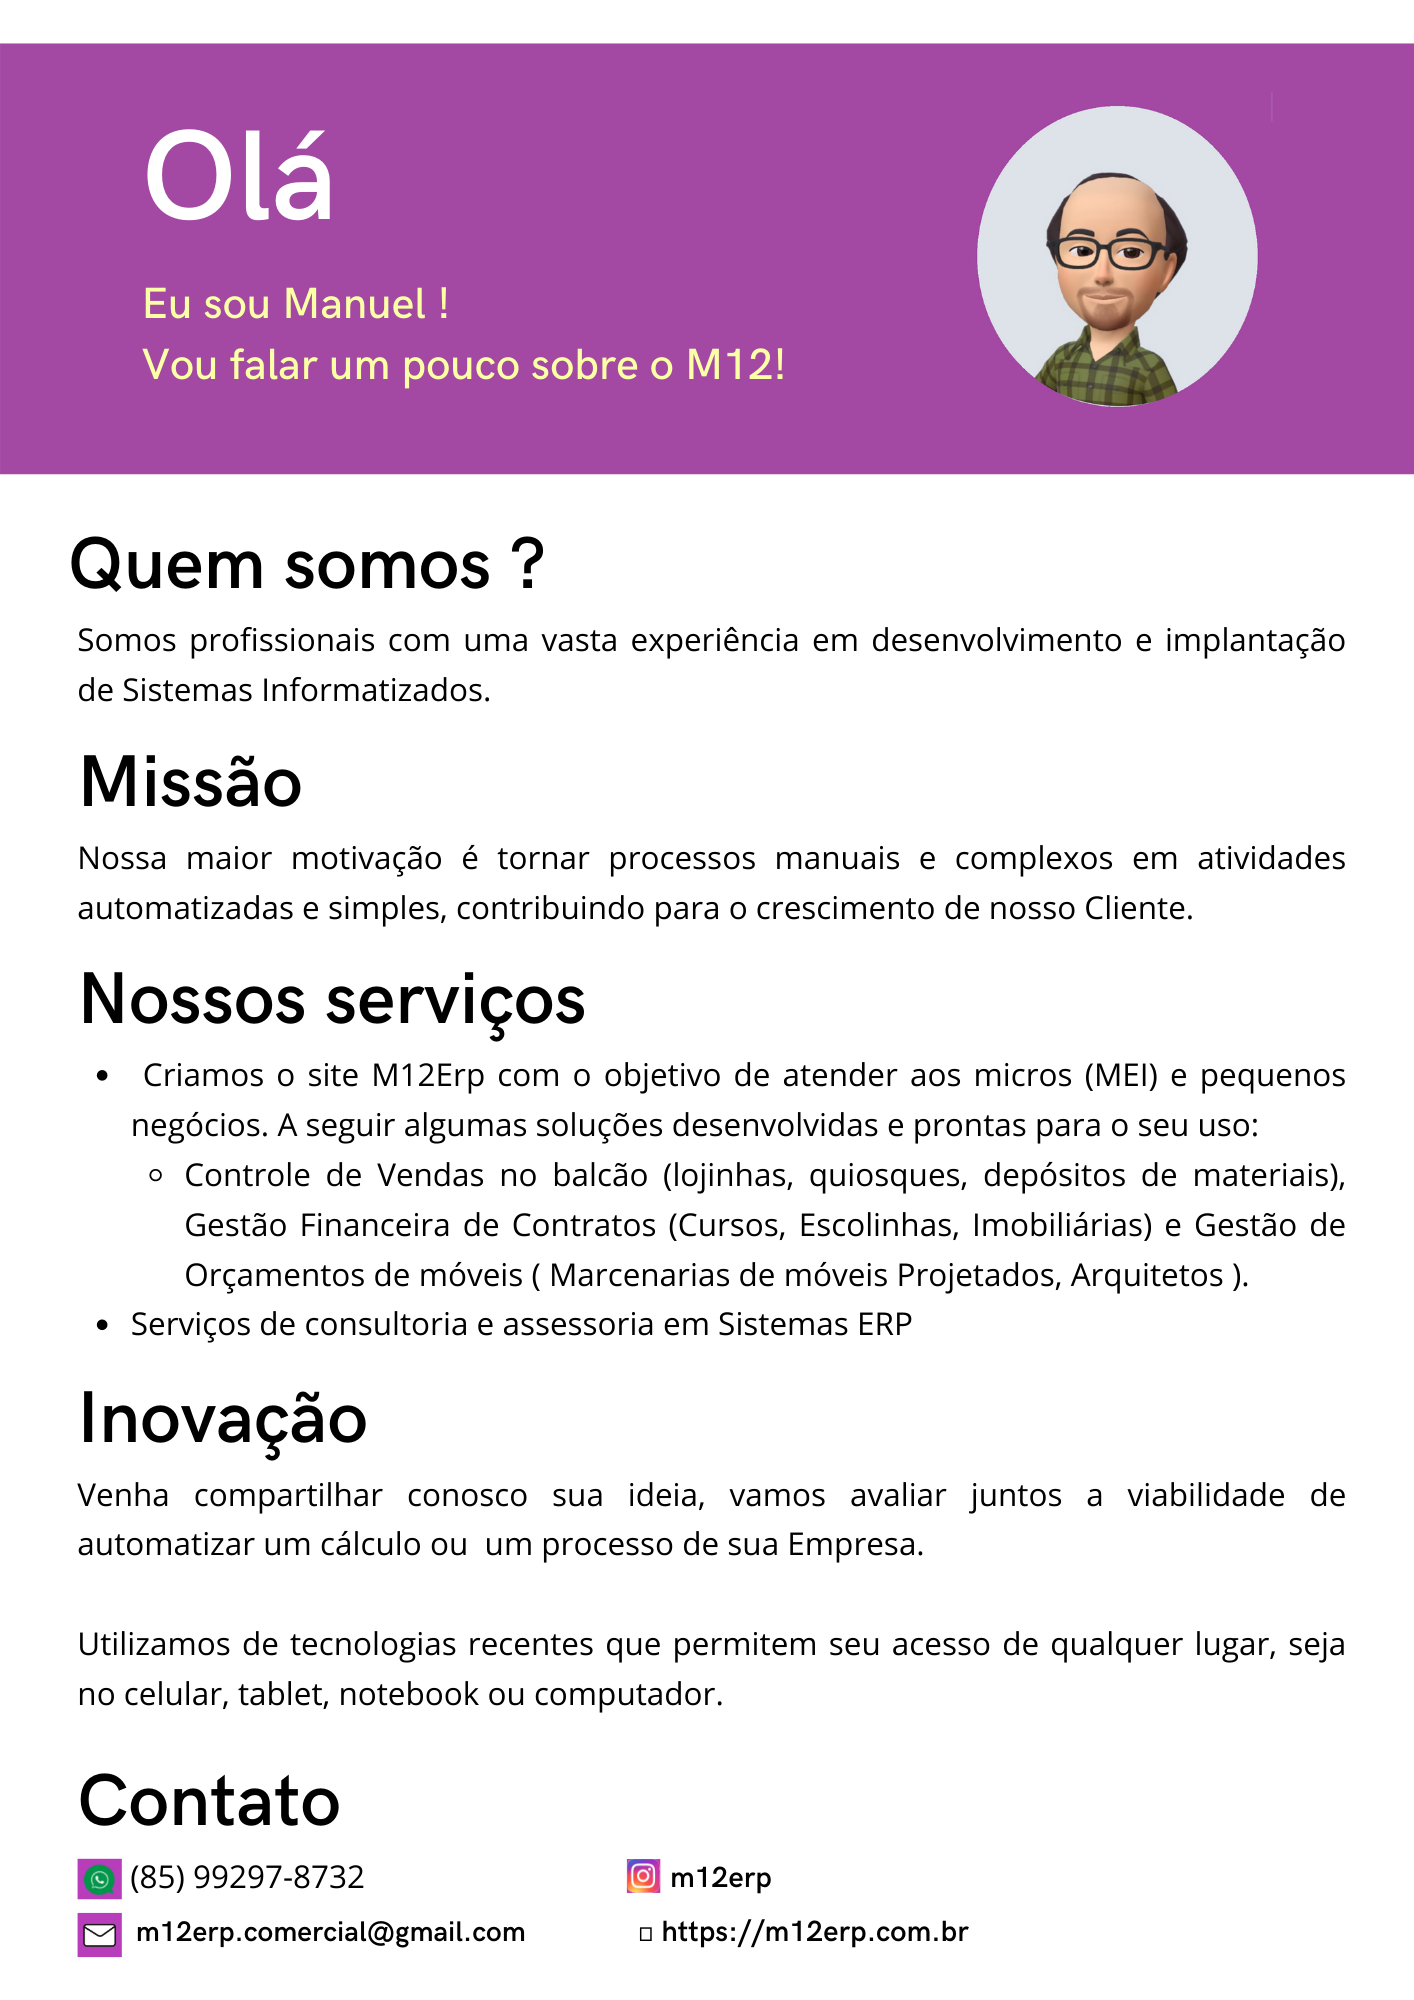 Olá
Eu sou Manuel !
Vou falar um pouco sobre o M12!
Quem somos ?
Somos profissionais com uma vasta experiência em desenvolvimento e implantação
de Sistemas Informatizados.
Missão
Nossa maior motivação é tornar processos manuais e complexos em atividades
automatizadas e simples, contribuindo para o crescimento de nosso Cliente.
Nossos serviços
• Criamos o site M12Erp com o objetivo de atender aos micros (MEI) e pequenos
negócios. A seguir algumas soluções desenvolvidas e prontas para o seu uso:
◦ Controle de Vendas no balcão (lojinhas, quiosques, depósitos de materiais),
Gestão Financeira de Contratos (Cursos, Escolinhas, Imobiliárias) e Gestão de
Orçamentos de móveis ( Marcenarias de móveis Projetados, Arquitetos ).
• Serviços de consultoria e assessoria em Sistemas ERP
Inovação
Venha compartilhar conosco sua ideia, vamos avaliar juntos a viabilidade de
automatizar um cálculo ou um processo de sua Empresa.
Utilizamos de tecnologias recentes que permitem seu acesso de qualquer lugar, seja
no celular, tablet, notebook ou computador.
Contato
(85) 99297-8732
m12erp
m12erp.comercial@gmail.com
https://m12erp.com.br